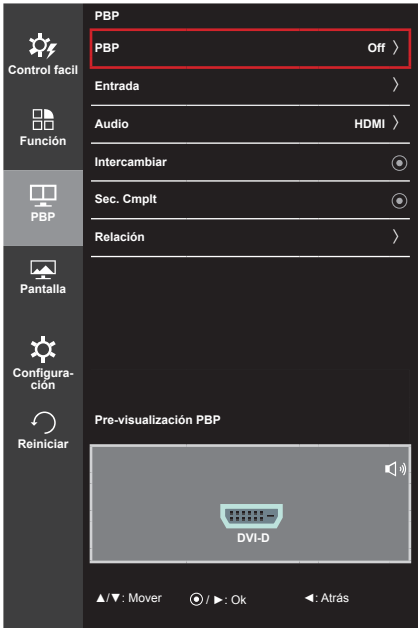 PBP
Control facil
PBP Off 〉
Entrada 〉
Función
Audio HDMI 〉
Intercambiar
PBP
Sec. Cmplt
Relación 〉
Pantalla
Configura-
ción
Reiniciar
Pre-visualización PBP
DVI-D
▲/▼: Mover ⦿ / ►: Ok ◄: Atrás